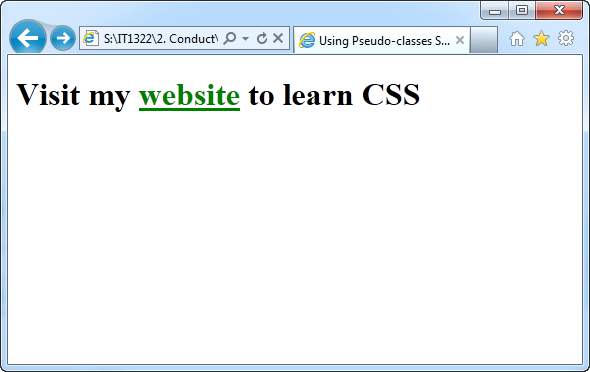 S:\IT1322\2. Conduct\
Using Pseudo-classes S...
Visit my website to learn CSS